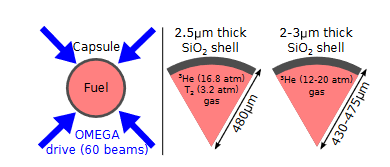 Capsule
Fuel
OMEGA
drive (60 beams)
2.5μm thick
SiO₂ shell
³He (16.8 atm)
T₂ (3.2 atm)
gas
480μm
2-3μm thick
SiO₂ shell
³He (12-20 atm)
gas
430-475μm